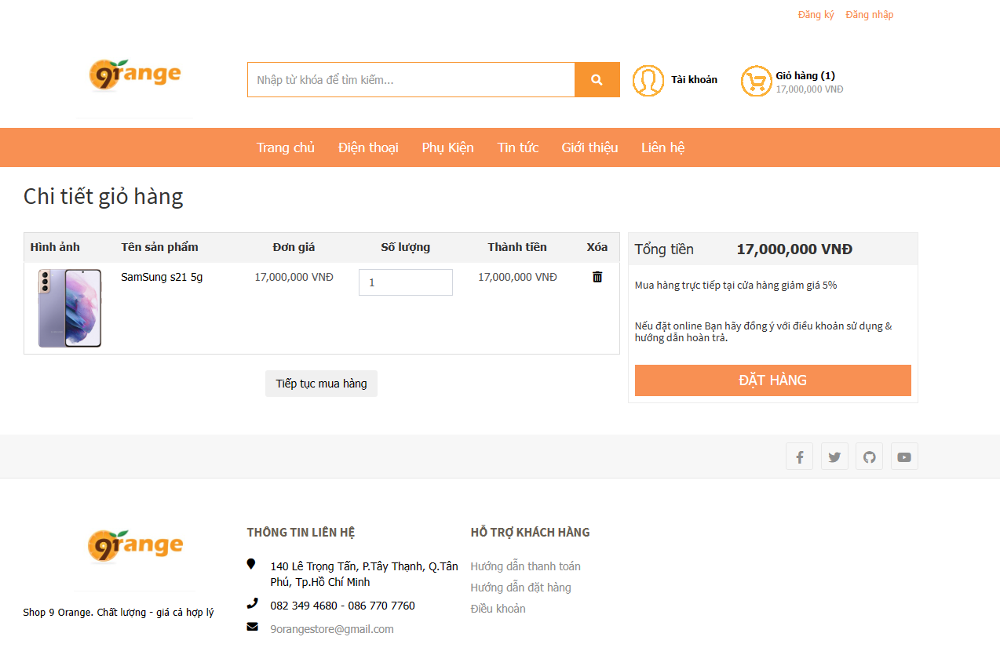 Đăng ký Đăng nhập
9range
Nhập từ khóa để tìm kiếm...
Tài khoản
Giỏ hàng (1)
17,000,000 VNĐ
Trang chủ Điện thoại Phụ Kiện Tin tức Giới thiệu Liên hệ
Chi tiết giỏ hàng
Hình ảnh Tên sản phẩm Đơn giá Số lượng Thành tiền Xóa
SamSung s21 5g 17,000,000 VNĐ 1 17,000,000 VNĐ
Tiếp tục mua hàng
Tổng tiền 17,000,000 VNĐ
Mua hàng trực tiếp tại cửa hàng giảm giá 5%
Nếu đặt online Bạn hãy đồng ý với điều khoản sử dụng &
hướng dẫn hoàn trả.
ĐẶT HÀNG
9range
Shop 9 Orange. Chất lượng - giá cả hợp lý
THÔNG TIN LIÊN HỆ
140 Lê Trọng Tấn, P.Tây Thạnh, Q.Tân
Phú, Tp.Hồ Chí Minh
082 349 4680 - 086 770 7760
9orangestore@gmail.com
HỖ TRỢ KHÁCH HÀNG
Hướng dẫn thanh toán
Hướng dẫn đặt hàng
Điều khoản